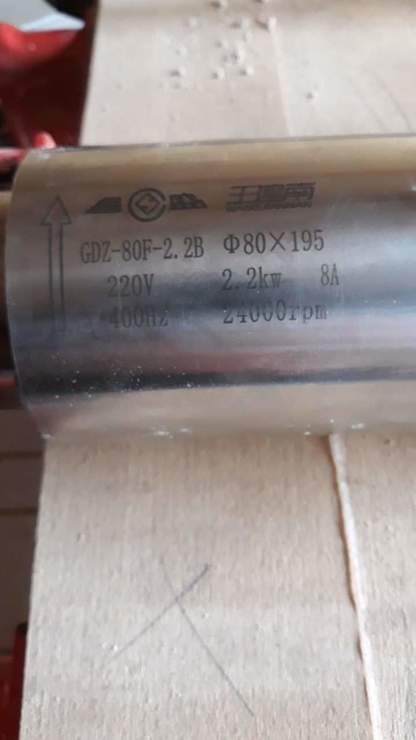 GDZ-80F-2.2B Φ80×195
220V 2.2kw 8A
400Hz 24000rpm